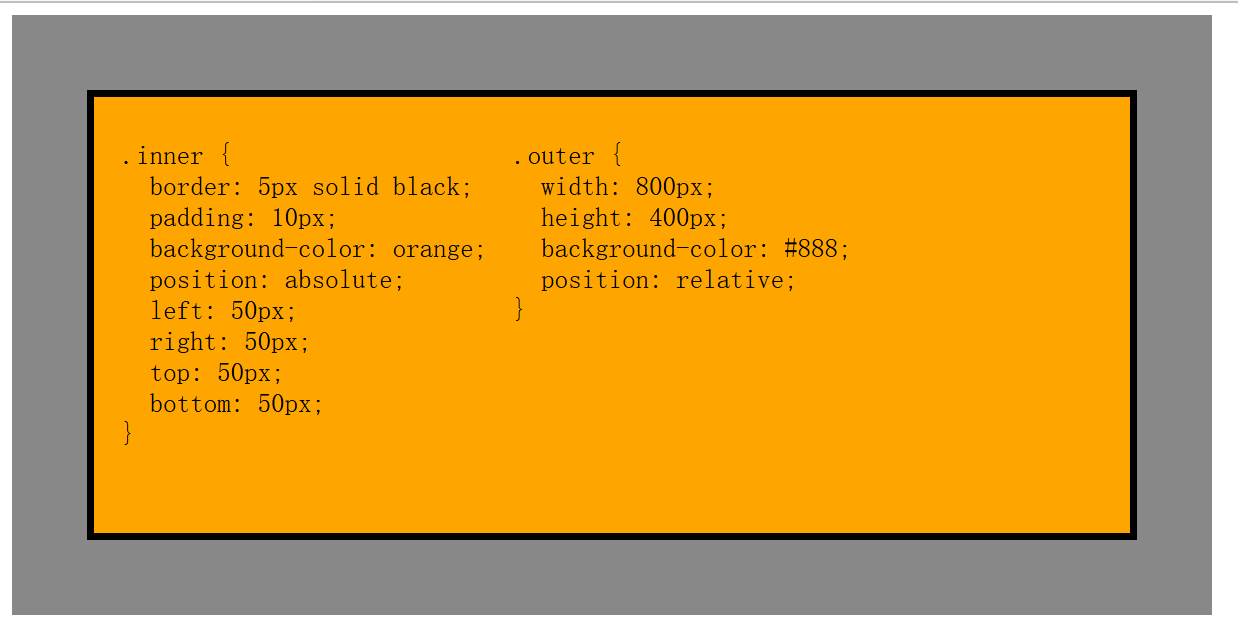 .inner {
  border: 5px solid black;
  padding: 10px;
  background-color: orange;
  position: absolute;
  left: 50px;
  right: 50px;
  top: 50px;
  bottom: 50px;
}
.outer {
  width: 800px;
  height: 400px;
  background-color: #888;
  position: relative;
}